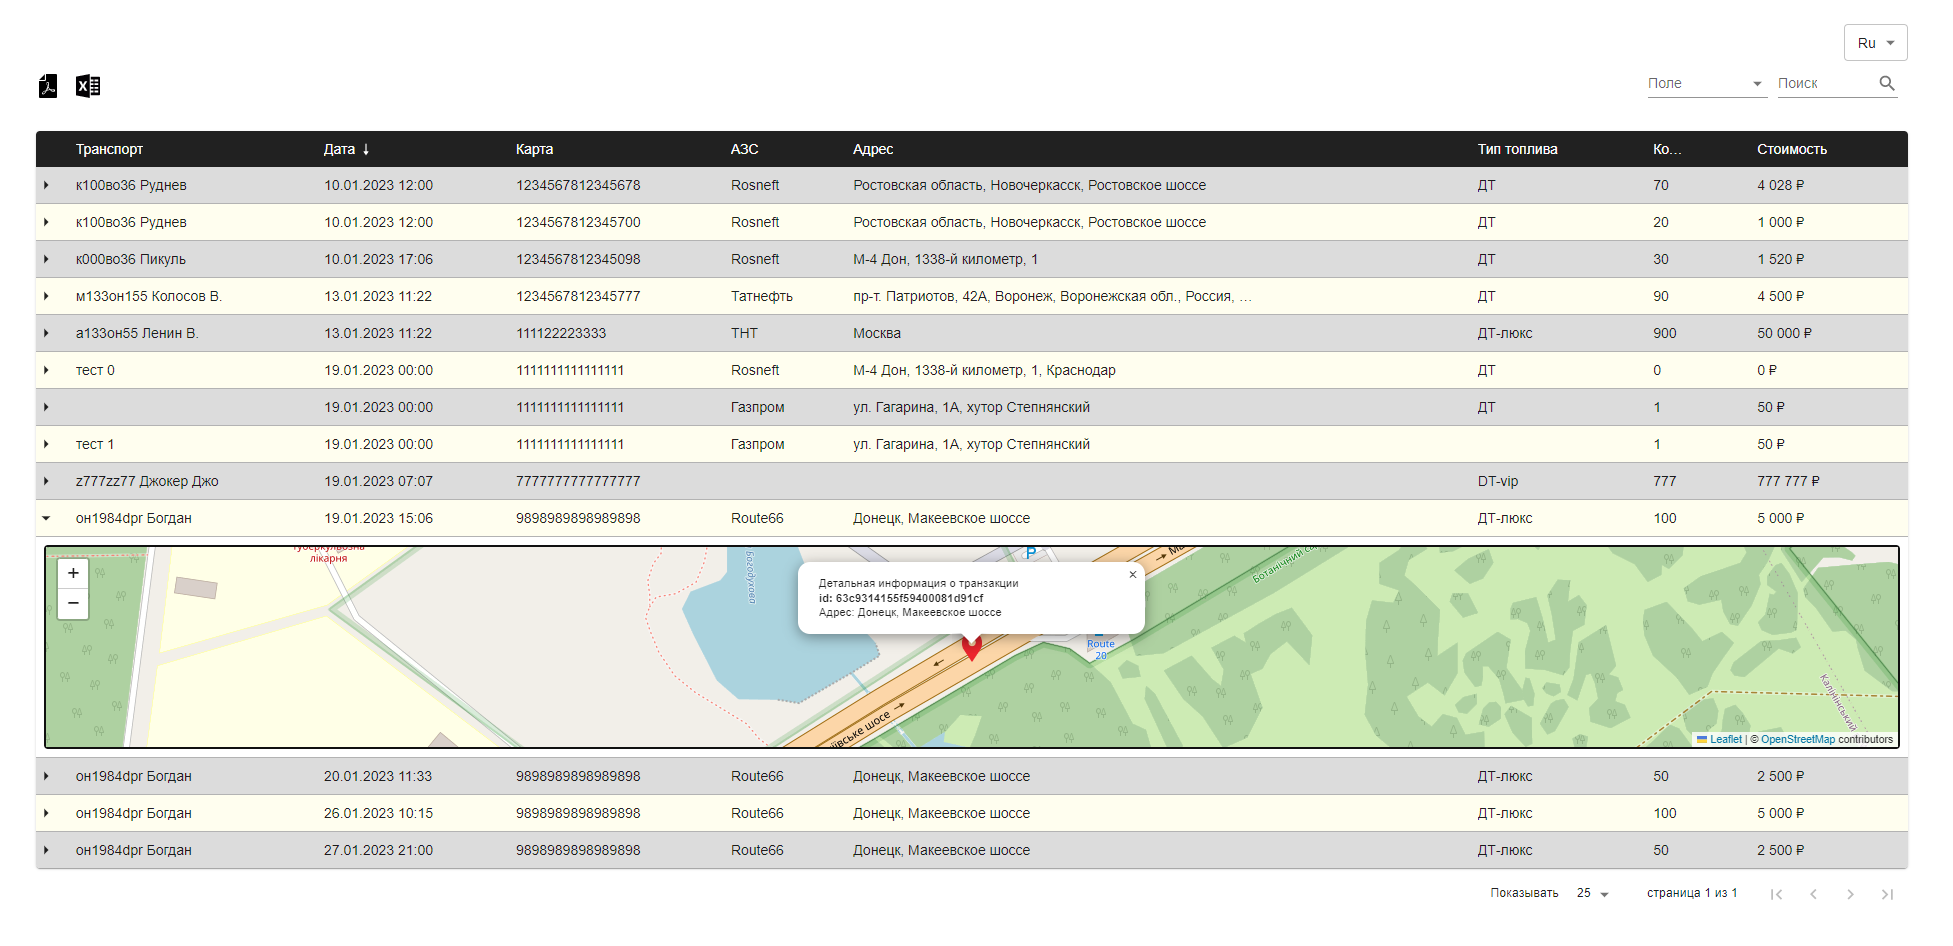 Ru
Поле Поиск
Транспорт Дата ↓ Карта АЗС Адрес Тип топлива Ко... Стоимость
к100во36 Руднев 10.01.2023 12:00 1234567812345678 Rosneft Ростовская область, Новочеркасск, Ростовское шоссе ДТ 70 4 028 ₽
к100во36 Руднев 10.01.2023 12:00 1234567812345700 Rosneft Ростовская область, Новочеркасск, Ростовское шоссе ДТ 20 1 000 ₽
к000во36 Пикуль 10.01.2023 17:06 1234567812345098 Rosneft М-4 Дон, 1338-й километр, 1 ДТ 30 1 520 ₽
м133он155 Колосов В. 13.01.2023 11:22 1234567812345777 Татнефть пр-т. Патриотов, 42А, Воронеж, Воронежская обл., Россия, ... ДТ 90 4 500 ₽
а133он55 Ленин В. 13.01.2023 11:22 111122223333 ТНТ Москва ДТ-люкс 900 50 000 ₽
тест 0 19.01.2023 00:00 1111111111111111 Rosneft М-4 Дон, 1338-й километр, 1, Краснодар ДТ 0 0 ₽
19.01.2023 00:00 1111111111111111 Газпром ул. Гагарина, 1А, хутор Степнянский ДТ 1 50 ₽
тест 1 19.01.2023 00:00 1111111111111111 Газпром ул. Гагарина, 1А, хутор Степнянский 1 50 ₽
z777zz77 Джокер Джо 19.01.2023 07:07 7777777777777777 DT-vip 777 777 777 ₽
он1984dpr Богдан 19.01.2023 15:06 9898989898989898 Route66 Донецк, Макеевское шоссе ДТ-люкс 100 5 000 ₽
+
−
лікарня
Богодухова
P
Ботанічний
×
Детальная информация о транзакции
id: 63c9314155f59400081d91cf
Адрес: Донецк, Макеевское шоссе
Route
20
ївське шосе
Калінінський
Leaflet | © OpenStreetMap contributors
он1984dpr Богдан 20.01.2023 11:33 9898989898989898 Route66 Донецк, Макеевское шоссе ДТ-люкс 50 2 500 ₽
он1984dpr Богдан 26.01.2023 10:15 9898989898989898 Route66 Донецк, Макеевское шоссе ДТ-люкс 100 5 000 ₽
он1984dpr Богдан 27.01.2023 21:00 9898989898989898 Route66 Донецк, Макеевское шоссе ДТ-люкс 50 2 500 ₽
Показывать 25 страница 1 из 1